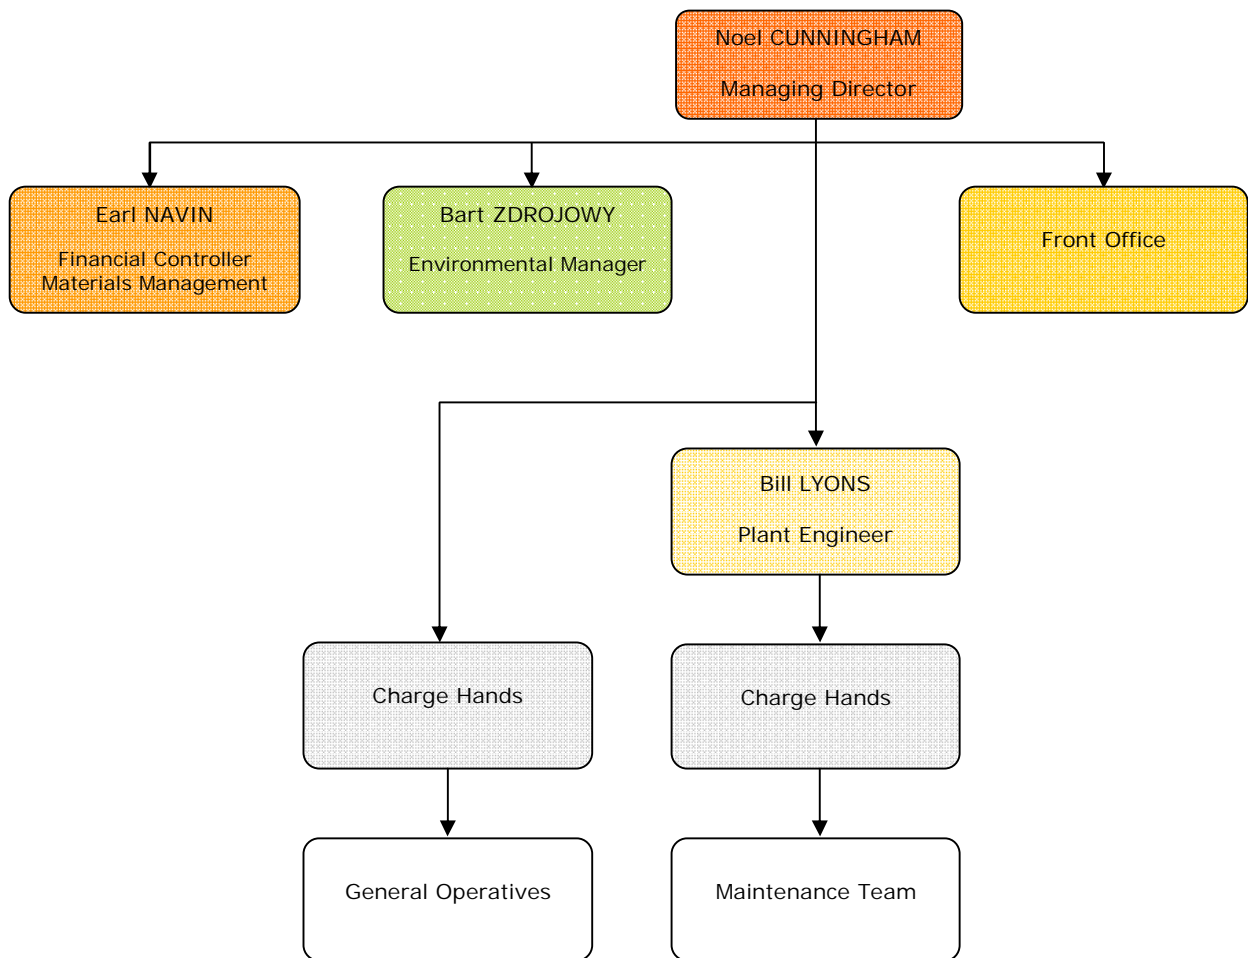 Noel CUNNINGHAM
Managing Director
Earl NAVIN
Financial Controller
Materials Management
Bart ZDROJOWY
Environmental Manager
Front Office
Bill LYONS
Plant Engineer
Charge Hands
Charge Hands
General Operatives
Maintenance Team